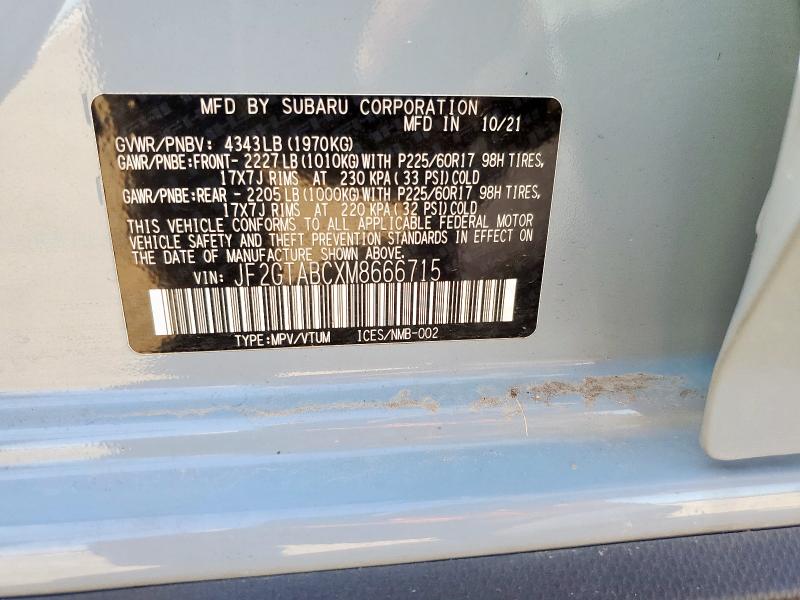 MFD BY SUBARU CORPORATION
MFD IN 10/21
GVWR/PNBV: 4343LB (1970KG)
GAWR/PNBE:FRONT- 2227LB (1010KG)WITH P225/60R17 98H TIRES,
17X7J RIMS AT 230 KPA ( 33 PSI)COLD
GAWR/PNBE:REAR - 2205LB (1000KG)WITH P225/60R17 98H TIRES,
17X7J RIMS AT 220 KPA (32 PSI)COLD
THIS VEHICLE CONFORMS TO ALL APPLICABLE FEDERAL MOTOR
VEHICLE SAFETY AND THEFT PREVENTION STANDARDS IN EFFECT ON
THE DATE OF MANUFACTURE SHOWN ABOVE.
VIN: JF2GTABCXM8666715
TYPE:MPV/VTUM ICES/NMB-002